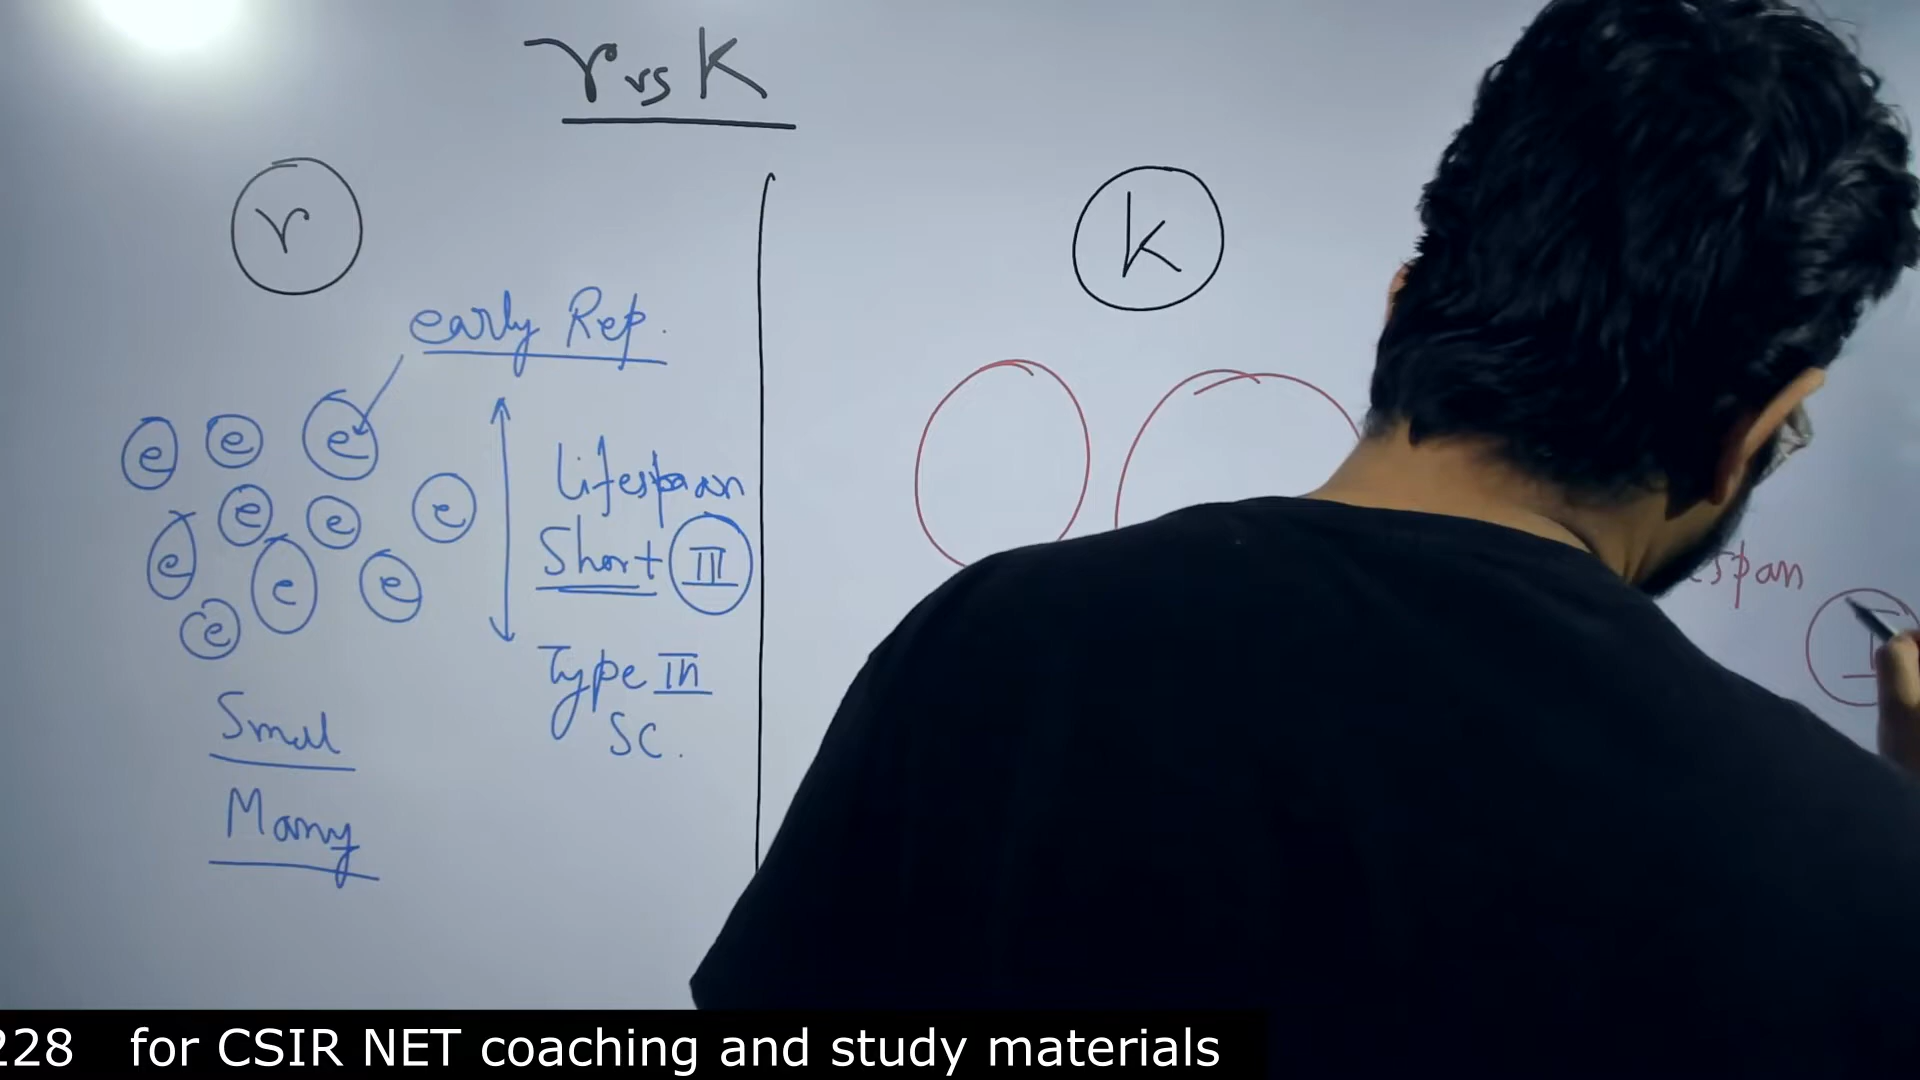 r vs K
r
early Rep.
e e e
e e e
e e e
e
Lifespan
Short III
Type III
SC.
Small
Many
K
span
I
228 for CSIR NET coaching and study materials